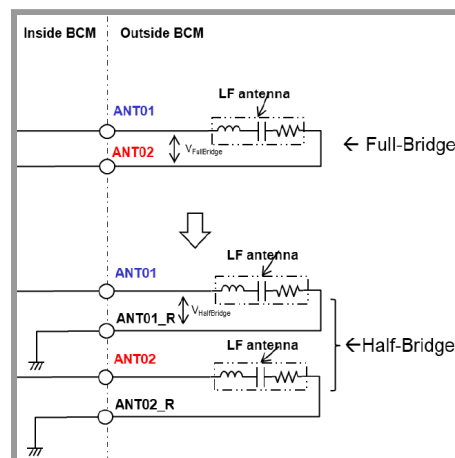 Inside BCM
Outside BCM
LF antenna
ANT01
ANT02
VFullBridge
← Full-Bridge
LF antenna
ANT01
VHalfBridge
ANT01_R
LF antenna
←Half-Bridge
ANT02
ANT02_R